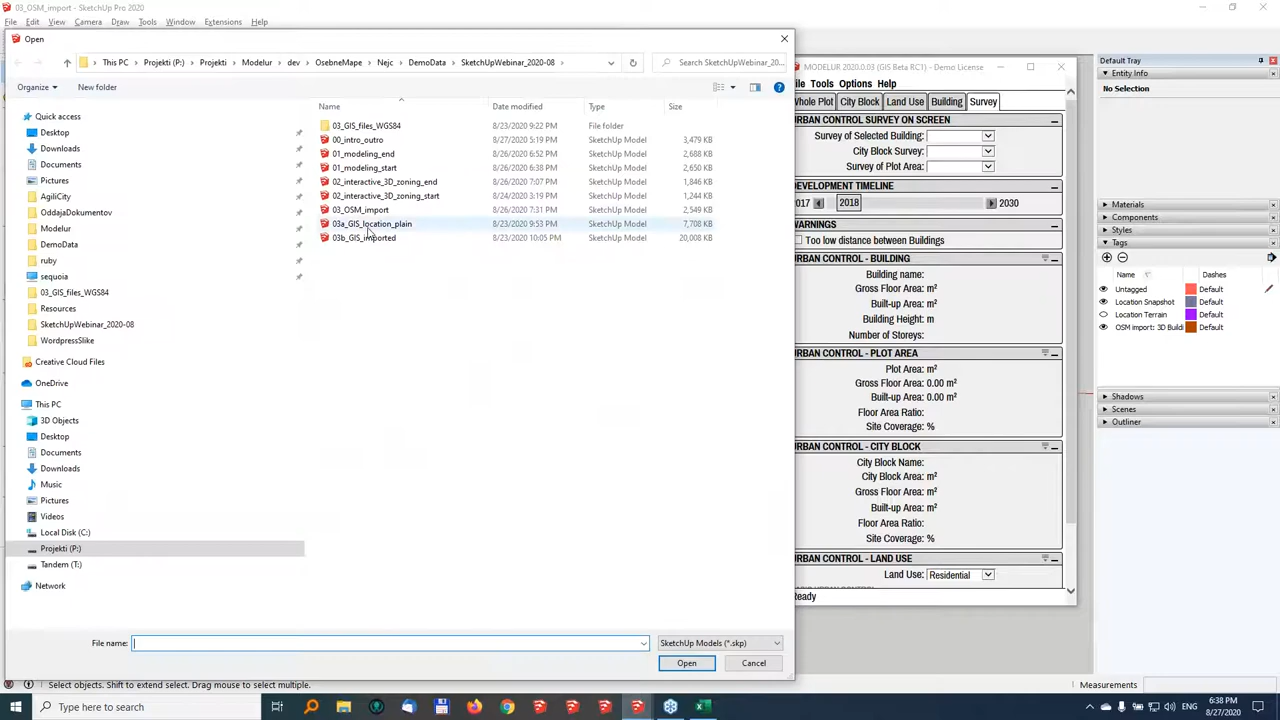 03_OSM_import - SketchUp Pro 2020
File Edit View Camera Draw Tools Window Extensions Help
Open
This PC > Projekti (P:) > Projekti > Modelur > dev > OsebneMape > Nejc > DemoData > SketchUpWebinar_2020-08 >
Search SketchUpWebinar_20...
Organize New folder
Name Date modified Type Size
Quick access
Desktop
Downloads
Documents
Pictures
AgiliCity
OddajaDokumentov
Modelur
DemoData
ruby
sequoia
03_GIS_files_WGS84
Resources
SketchUpWebinar_2020-08
WordpressSlike
Creative Cloud Files
OneDrive
This PC
3D Objects
Desktop
Documents
Downloads
Music
Pictures
Videos
Local Disk (C:)
Projekti (P:)
Tandem (T:)
Network
03_GIS_files_WGS84 8/23/2020 9:22 PM File folder
00_intro_outro 8/27/2020 5:19 PM SketchUp Model 3,479 KB
01_modeling_end 8/26/2020 6:52 PM SketchUp Model 2,688 KB
01_modeling_start 8/26/2020 6:38 PM SketchUp Model 2,650 KB
02_interactive_3D_zoning_end 8/26/2020 7:07 PM SketchUp Model 1,846 KB
02_interactive_3D_zoning_start 8/24/2020 3:19 PM SketchUp Model 2,632 KB
03_OSM_import 8/26/2020 7:31 PM SketchUp Model 2,549 KB
03a_GIS_location_plain 8/23/2020 9:53 PM SketchUp Model 7,708 KB
03b_GIS_imported 8/23/2020 10:05 PM SketchUp Model 20,008 KB
File name:
SketchUp Models (*.skp)
Open Cancel
MODELUR 2020.0.03 (GIS Beta RC1) - Demo License
ile Tools Options Help
Whole Plot City Block Land Use Building Survey
URBAN CONTROL SURVEY ON SCREEN
Survey of Selected Building:
City Block Survey:
Survey of Plot Area:
DEVELOPMENT TIMELINE
2017 2018 2030
WARNINGS
Too low distance between Buildings
URBAN CONTROL - BUILDING
Building name:
Gross Floor Area: m²
Built-up Area: m²
Building Height: m
Number of Storeys:
URBAN CONTROL - PLOT AREA
Plot Area: m²
Gross Floor Area: 0.00 m²
Built-up Area: 0.00 m²
Floor Area Ratio:
Site Coverage: %
URBAN CONTROL - CITY BLOCK
City Block Name:
City Block Area: m²
Gross Floor Area: m²
Built-up Area: m²
Floor Area Ratio:
Site Coverage: %
URBAN CONTROL - LAND USE
Land Use: Residential
Ready
Default Tray
Entity Info
No Selection
Materials
Components
Styles
Tags
Name Dashes
Untagged Default
Location Snapshot Default
Location Terrain Default
OSM import: 3D Buildi Default
Shadows
Scenes
Outliner
Select objects. Shift to extend select. Drag mouse to select multiple.
Measurements
Type here to search
6:38 PM
8/27/2020